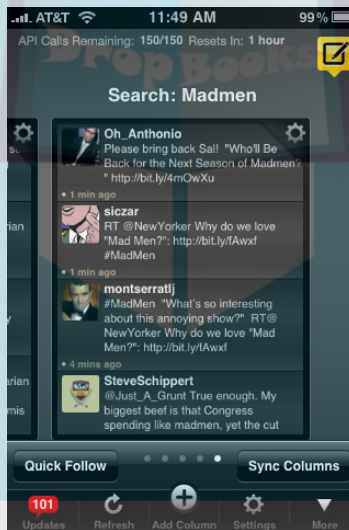 AT&T 11:49 AM 99%
API Calls Remaining: 150/150 Resets In: 1 hour
Drop Books
Search: Madmen
Oh_Anthonio
Please bring back Sal! "Who'll Be
Back for the Next Season of Madmen?
" http://bit.ly/4mOwXu
• 1 min ago
siczar
RT @NewYorker Why do we love
"Mad Men?": http://bit.ly/fAwxf
#MadMen
• 1 min ago
montserratlj
#MadMen "What's so interesting
about this annoying show?" RT@
NewYorker Why do we love "Mad
Men?": http://bit.ly/fAwxf
• 4 mins ago
SteveSchippert
@Just_A_Grunt True enough. My
biggest beef is that Congress
spending like madmen, yet the cut
rian
y
arian
mis
Quick Follow
Sync Columns
101
Updates Refresh Add Column Settings More